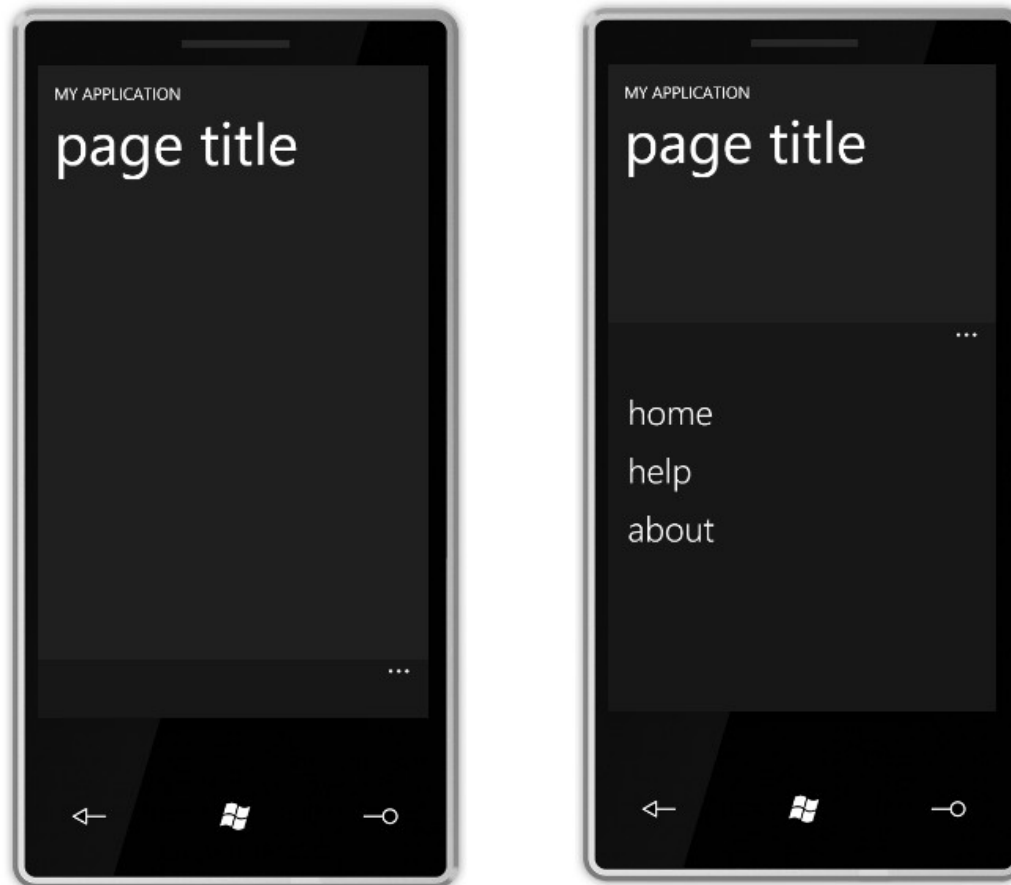 MY APPLICATION
page title
...
MY APPLICATION
page title
...
home
help
about